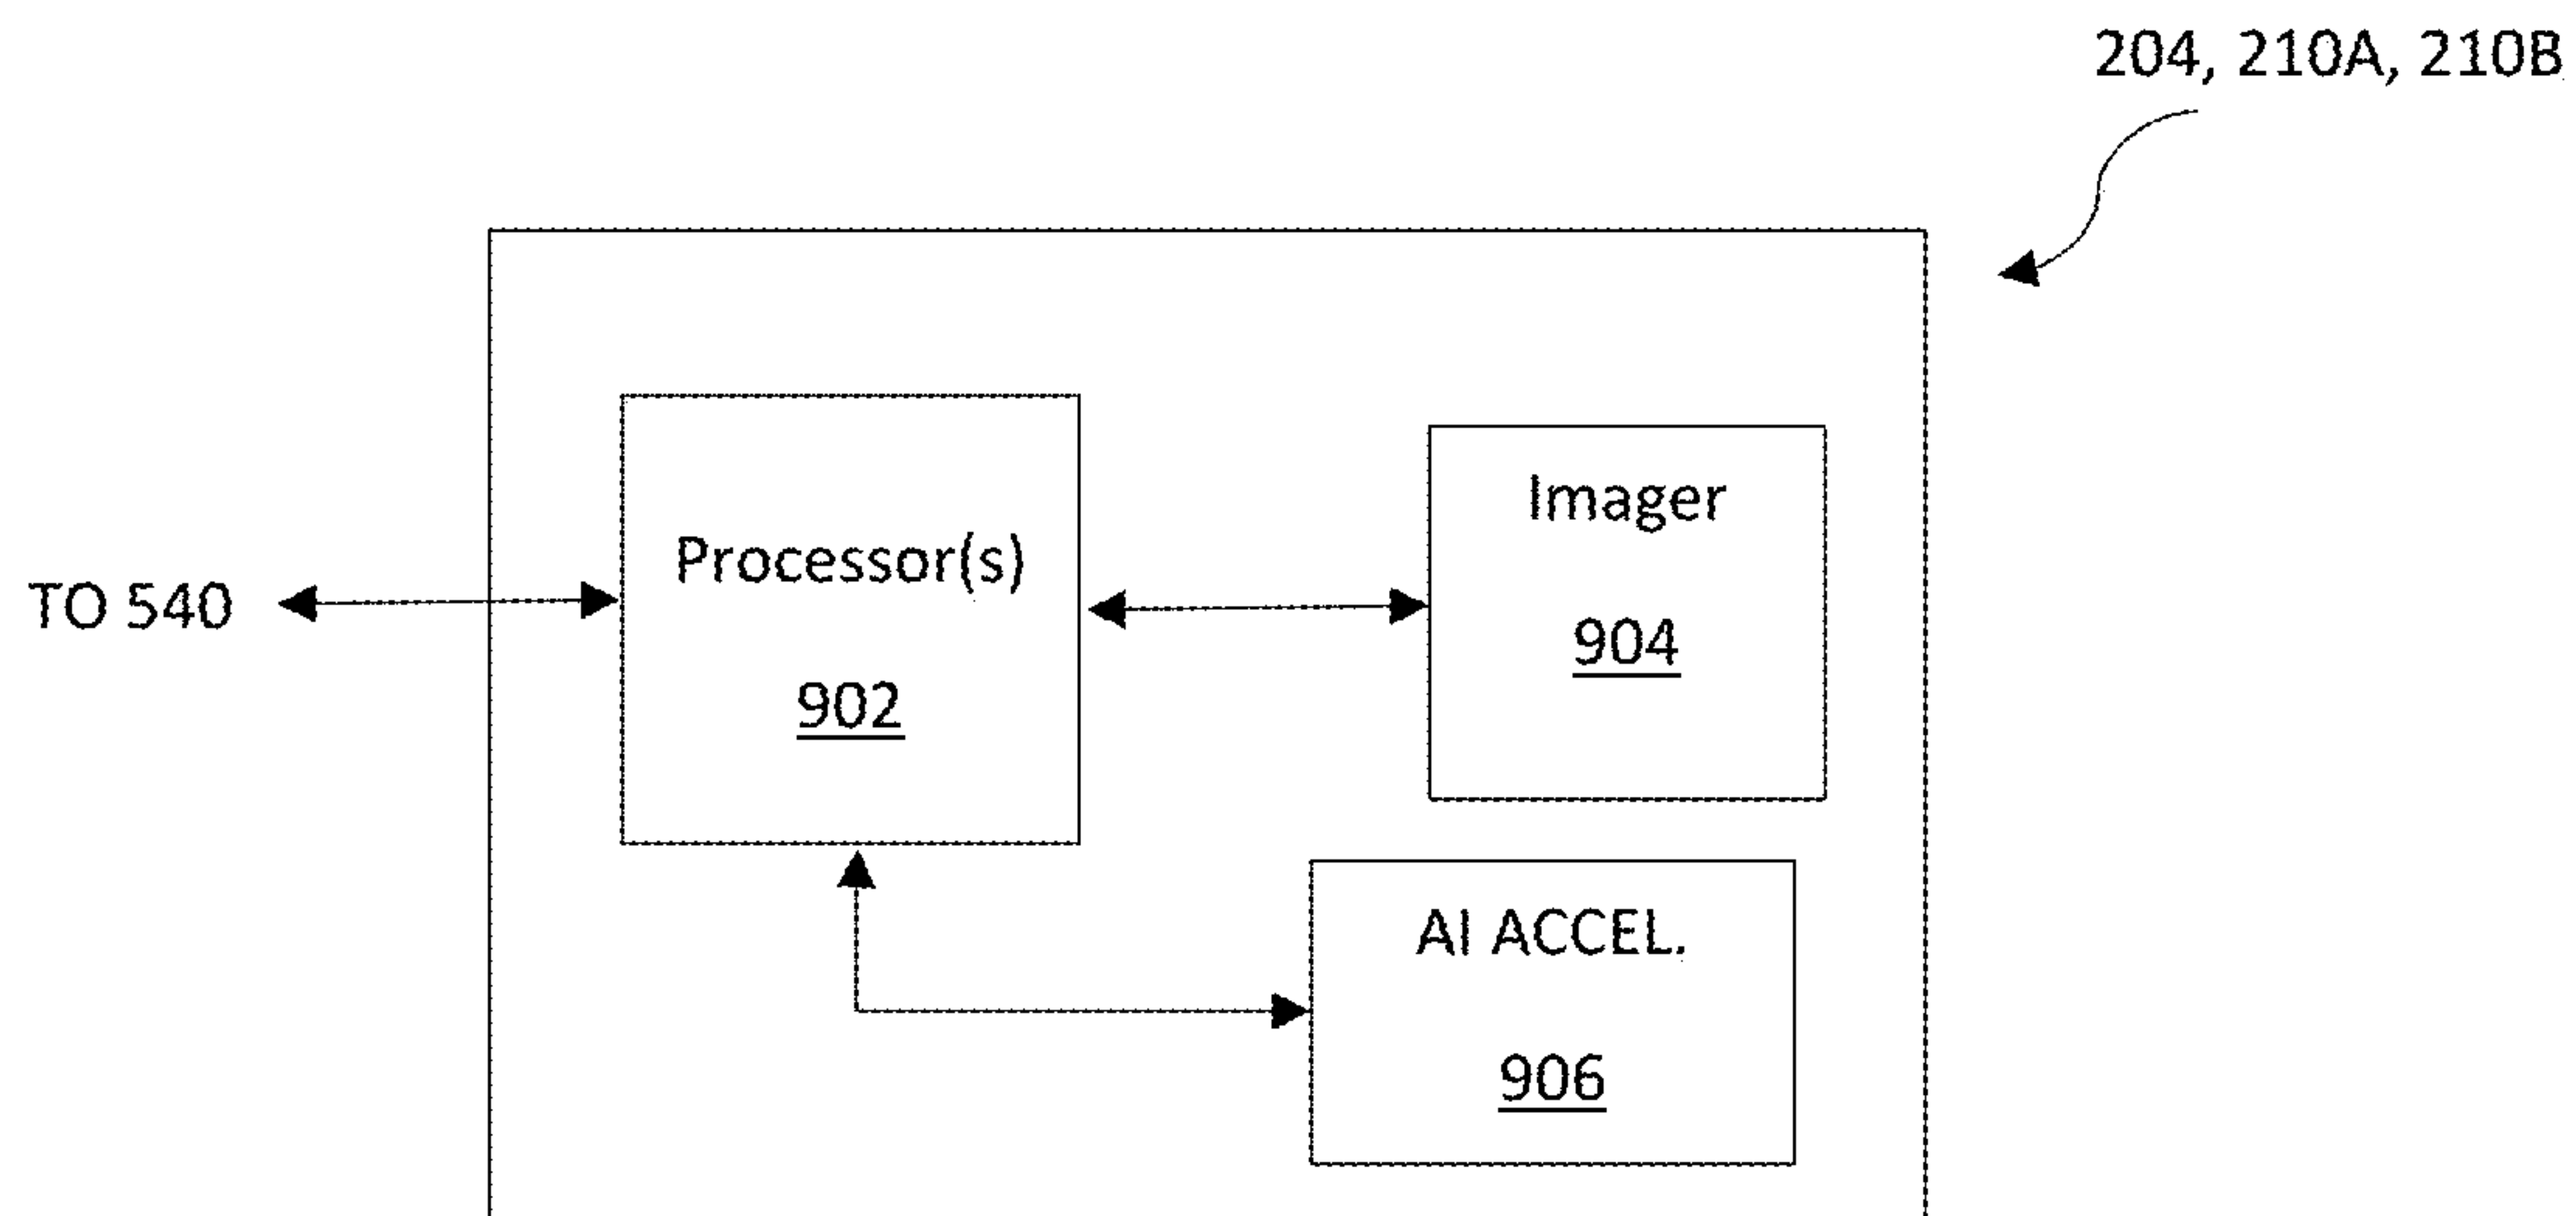 204, 210A, 210B
Processor(s)
902
Imager
904
TO 540
AI ACCEL.
906